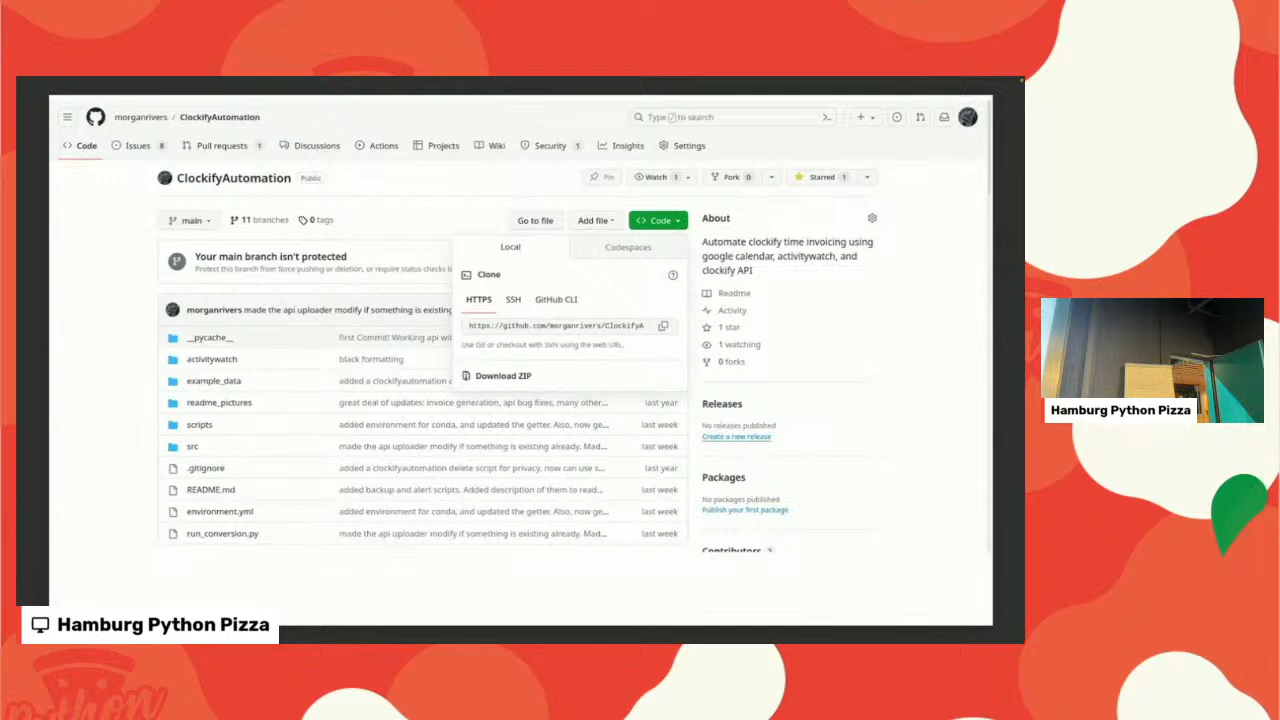 morganrivers / ClockifyAutomation
Type / to search
Code Issues 8 Pull requests 1 Discussions Actions Projects Wiki Security 1 Insights Settings
ClockifyAutomation Public
Pin Watch 1 Fork 0 Starred 1
main 11 branches 0 tags
Go to file Add file Code
About
Automate clockify time invoicing using
google calendar, activitywatch, and
clockify API
Readme
Activity
1 star
1 watching
0 forks
Local Codespaces
Your main branch isn't protected
Protect this branch from force pushing or deletion, or require status checks b
Clone
HTTPS SSH GitHub CLI
https://github.com/morganrivers/ClockifyA
Use Git or checkout with SVN using the web URL.
Download ZIP
morganrivers made the api uploader modify if something is existing
__pycache__ first Commit! Working api wit
activitywatch black formatting
example_data added a clockifyautomation
readme_pictures great deal of updates: invoice generation, api bug fixes, many other... last year
scripts added environment for conda, and updated the getter. Also, now ge... last week
src made the api uploader modify if something is existing already. Mad... last week
.gitignore added a clockifyautomation delete script for privacy, now can use s... last year
README.md added backup and alert scripts. Added description of them to read... last week
environment.yml added environment for conda, and updated the getter. Also, now ge... last week
run_conversion.py made the api uploader modify if something is existing already. Mad... last week
Releases
No releases published
Create a new release
Packages
No packages published
Publish your first package
Contributors
Hamburg Python Pizza
Hamburg Python Pizza
Python